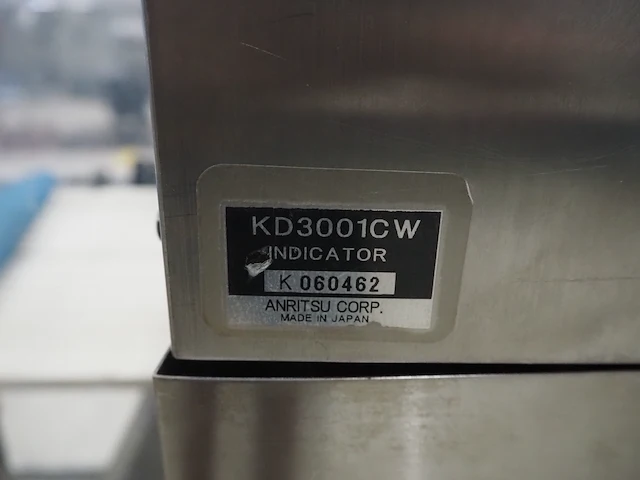 KD3001CW
INDICATOR
K 060462
ANRITSU CORP.
MADE IN JAPAN